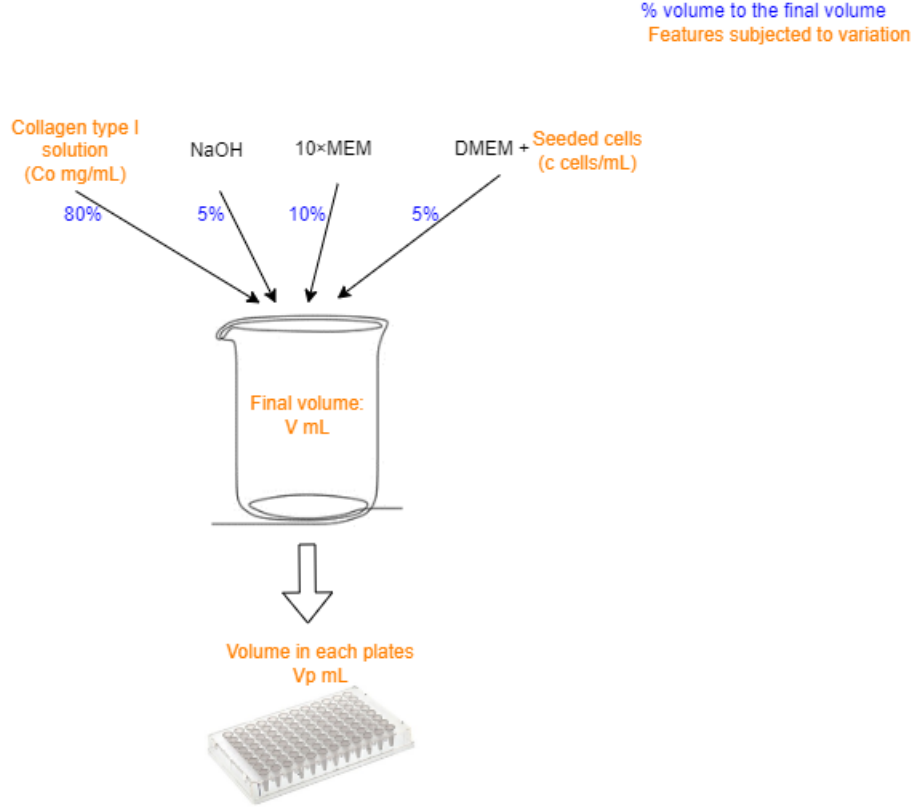 % volume to the final volume
Features subjected to variation
Collagen type I
solution
(Co mg/mL)
NaOH
10×MEM
DMEM + Seeded cells
(c cells/mL)
80%
5%
10%
5%
Final volume:
V mL
Volume in each plates
Vp mL